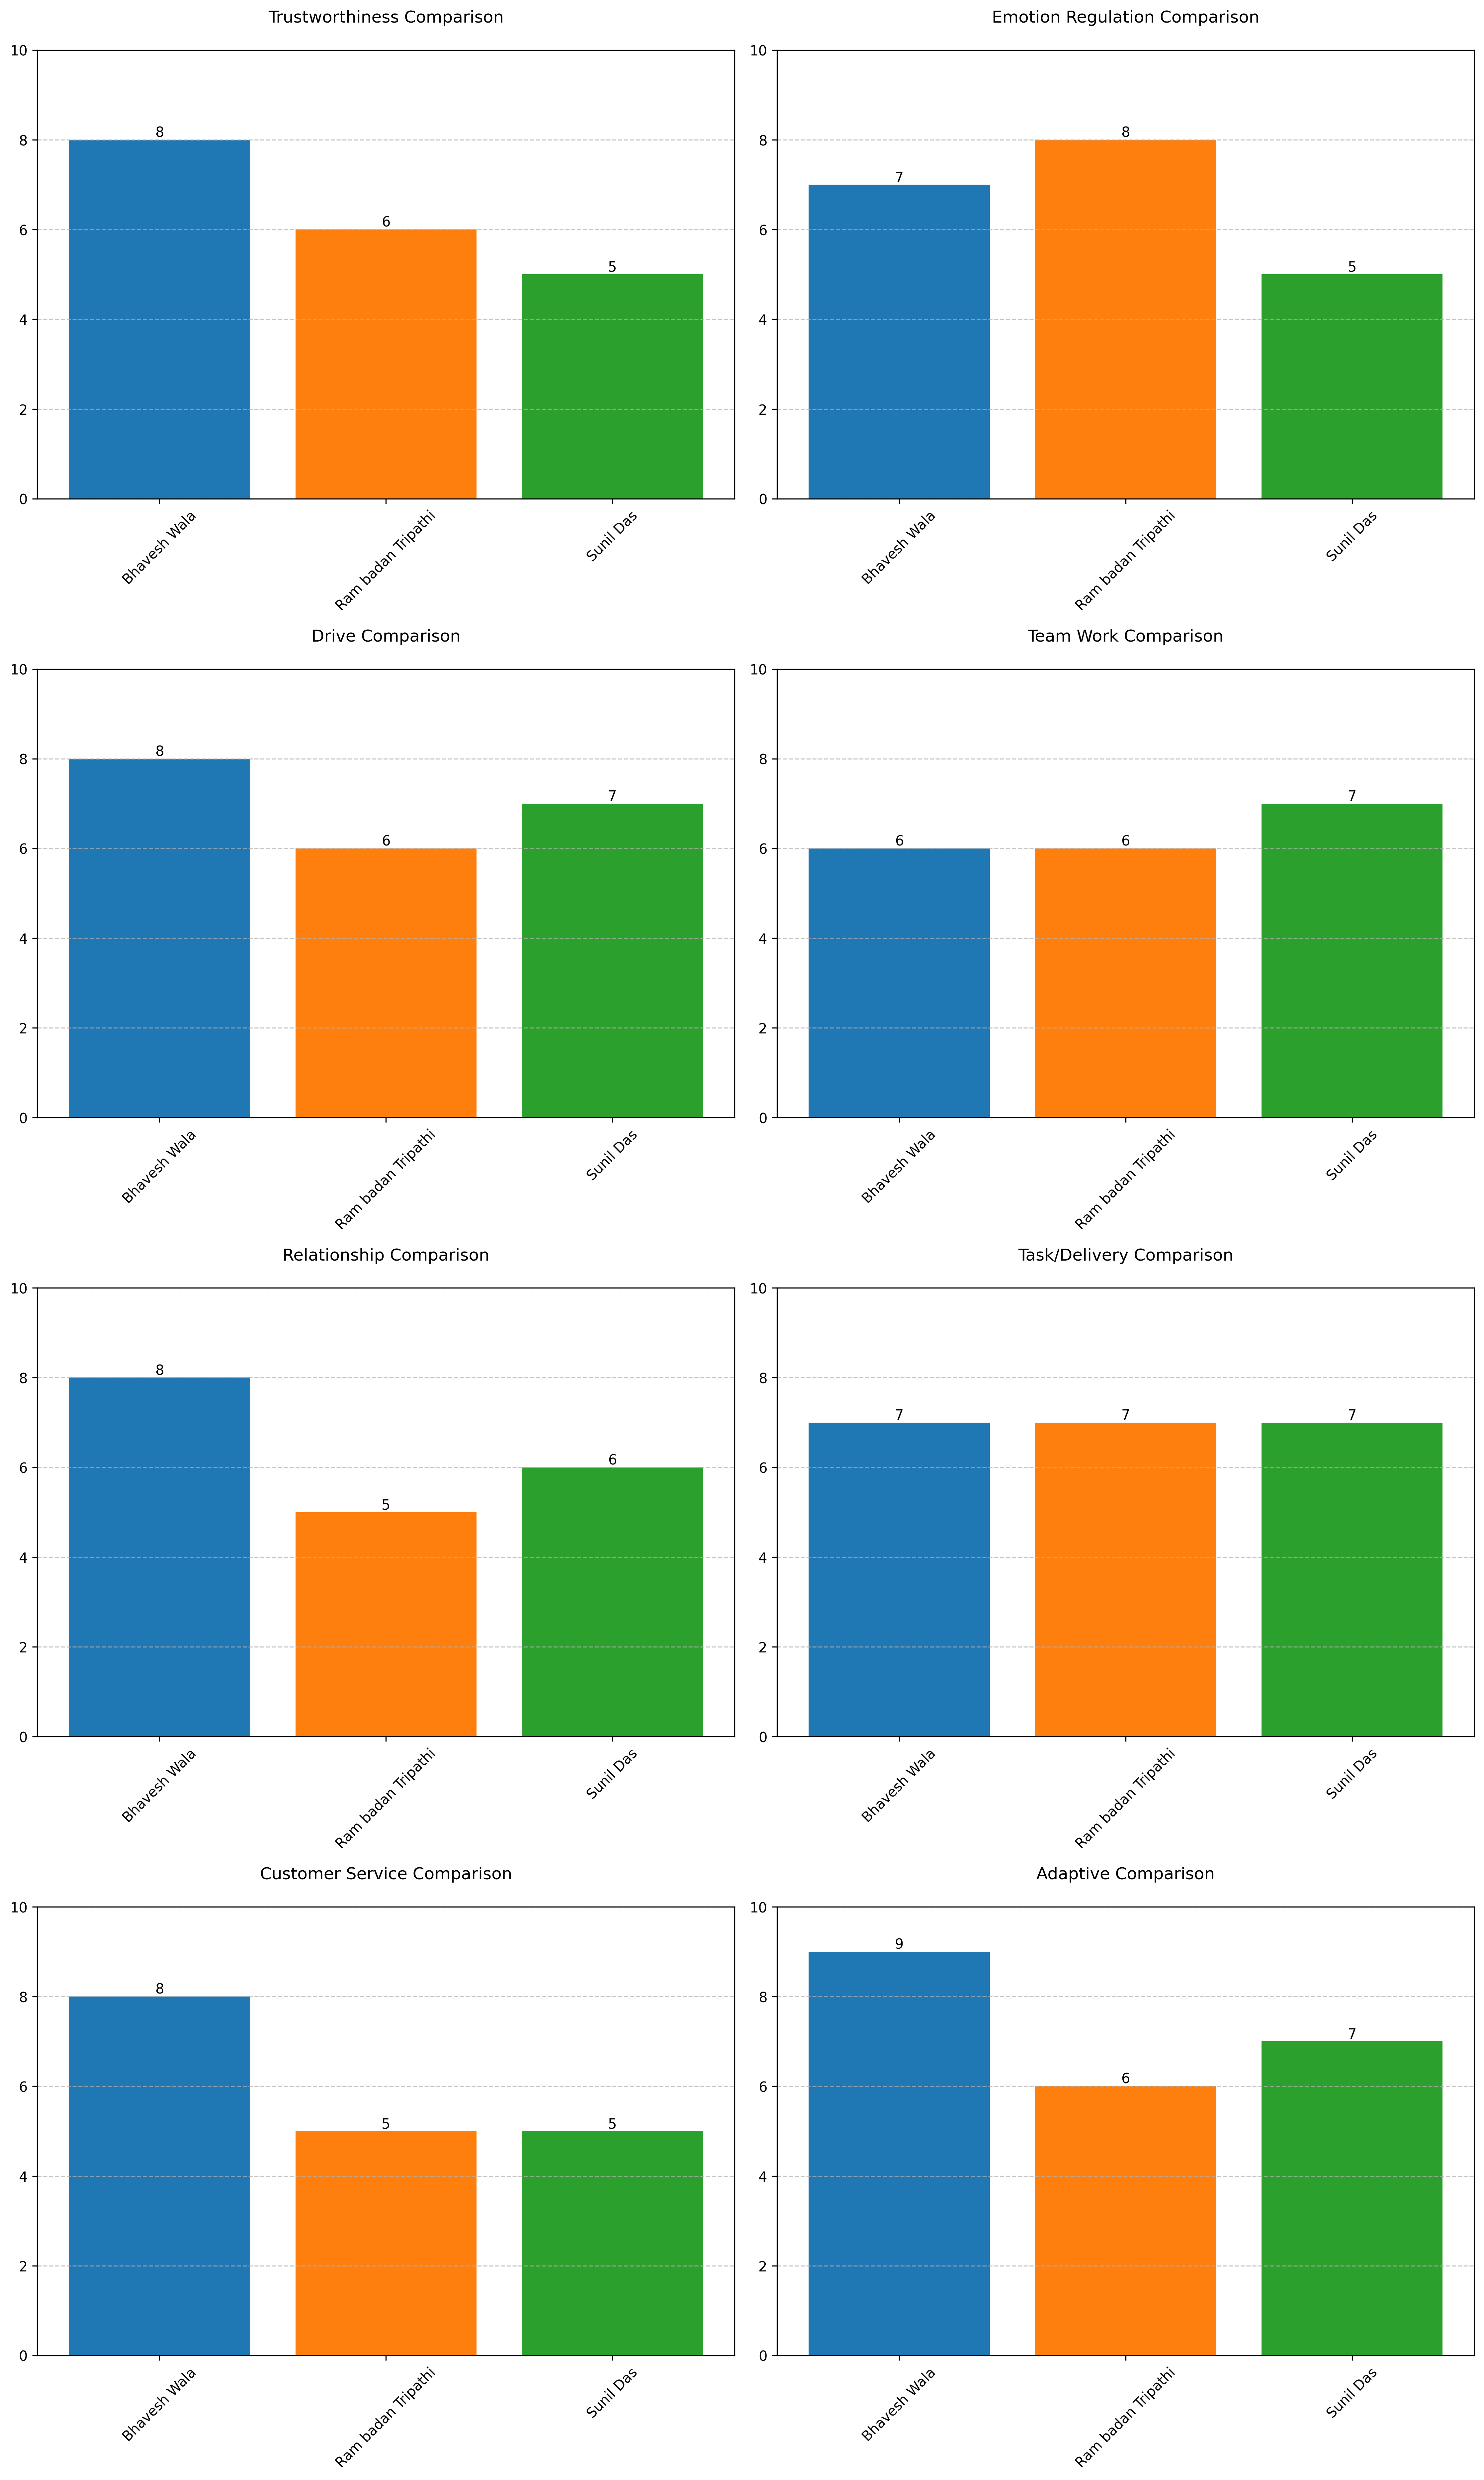 Trustworthiness Comparison
10
8
6
4
2
0
8
6
5
Bhavesh Wala
Ram badan Tripathi
Sunil Das
Emotion Regulation Comparison
10
8
6
4
2
0
7
8
5
Bhavesh Wala
Ram badan Tripathi
Sunil Das
Drive Comparison
10
8
6
4
2
0
8
6
7
Bhavesh Wala
Ram badan Tripathi
Sunil Das
Team Work Comparison
10
8
6
4
2
0
6
6
7
Bhavesh Wala
Ram badan Tripathi
Sunil Das
Relationship Comparison
10
8
6
4
2
0
8
5
6
Bhavesh Wala
Ram badan Tripathi
Sunil Das
Task/Delivery Comparison
10
8
6
4
2
0
7
7
7
Bhavesh Wala
Ram badan Tripathi
Sunil Das
Customer Service Comparison
10
8
6
4
2
0
8
5
5
Bhavesh Wala
Ram badan Tripathi
Sunil Das
Adaptive Comparison
10
8
6
4
2
0
9
6
7
Bhavesh Wala
Ram badan Tripathi
Sunil Das